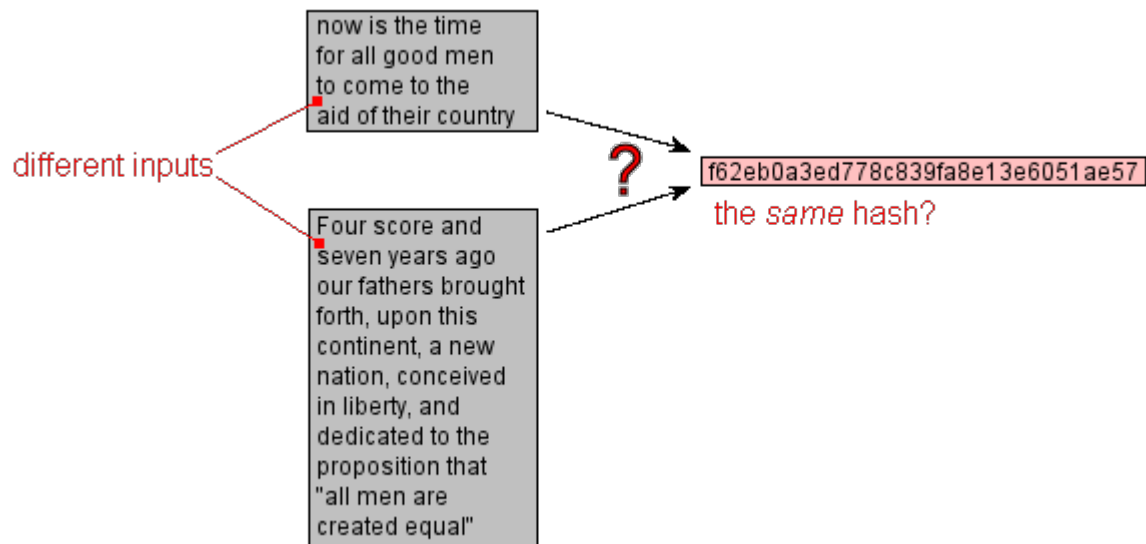 now is the time
for all good men
to come to the
aid of their country
different inputs
?
f62eb0a3ed778c839fa8e13e6051ae57
the same hash?
Four score and
seven years ago
our fathers brought
forth, upon this
continent, a new
nation, conceived
in liberty, and
dedicated to the
proposition that
"all men are
created equal"